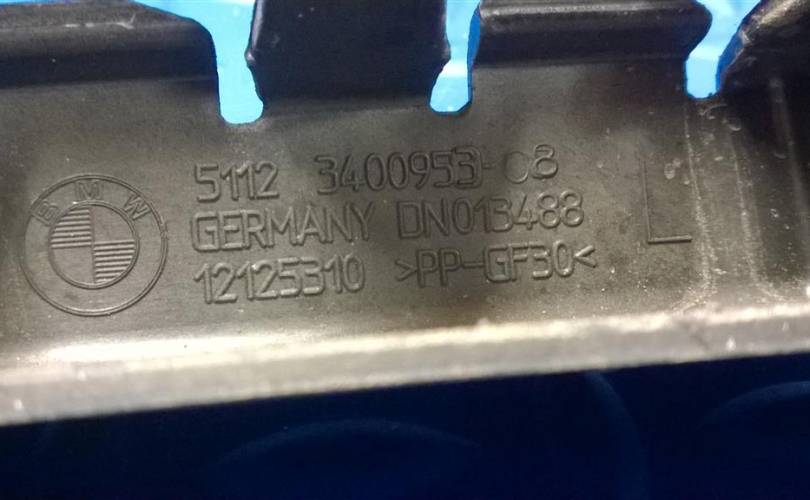 BMW
5112 3400953-08
GERMANY DN013488
12125310 >PP-GF30<
L